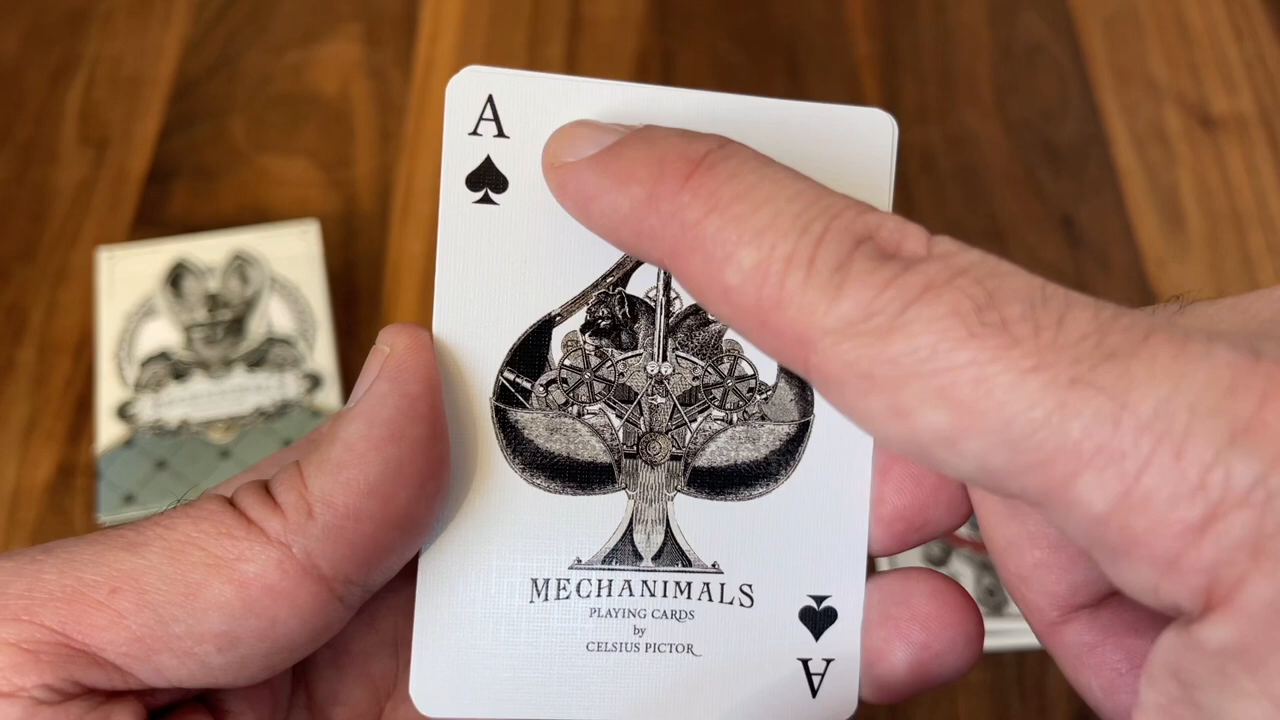 A
MECHANIMALS
PLAYING CARDS
by
CELSIUS PICTOR
A